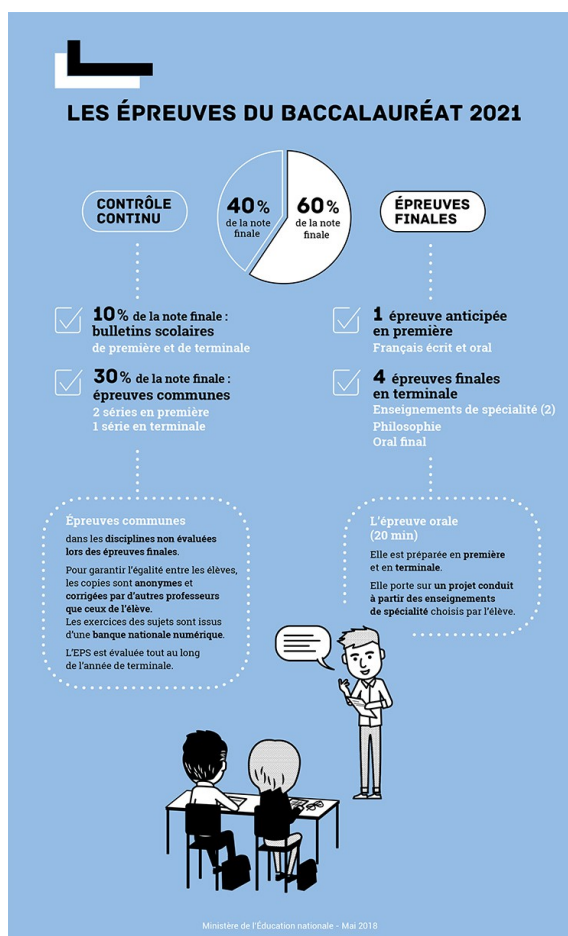 LES ÉPREUVES DU BACCALAURÉAT 2021
CONTRÔLE
CONTINU
40%
de la note
finale
60%
de la note
finale
ÉPREUVES
FINALES
10% de la note finale :
bulletins scolaires
de première et de terminale
30% de la note finale :
épreuves communes
2 séries en première
1 série en terminale
1 épreuve anticipée
en première
Français écrit et oral
4 épreuves finales
en terminale
Enseignements de spécialité (2)
Philosophie
Oral final
Épreuves communes
dans les disciplines non évaluées
lors des épreuves finales.
Pour garantir l'égalité entre les élèves,
les copies sont anonymes et
corrigées par d'autres professeurs
que ceux de l'élève.
Les exercices des sujets sont issus
d'une banque nationale numérique.
L'EPS est évaluée tout au long
de l'année de terminale.
L'épreuve orale
(20 min)
Elle est préparée en première
et en terminale.
Elle porte sur un projet conduit
à partir des enseignements
de spécialité choisis par l'élève.
Ministère de l'Éducation nationale - Mai 2018